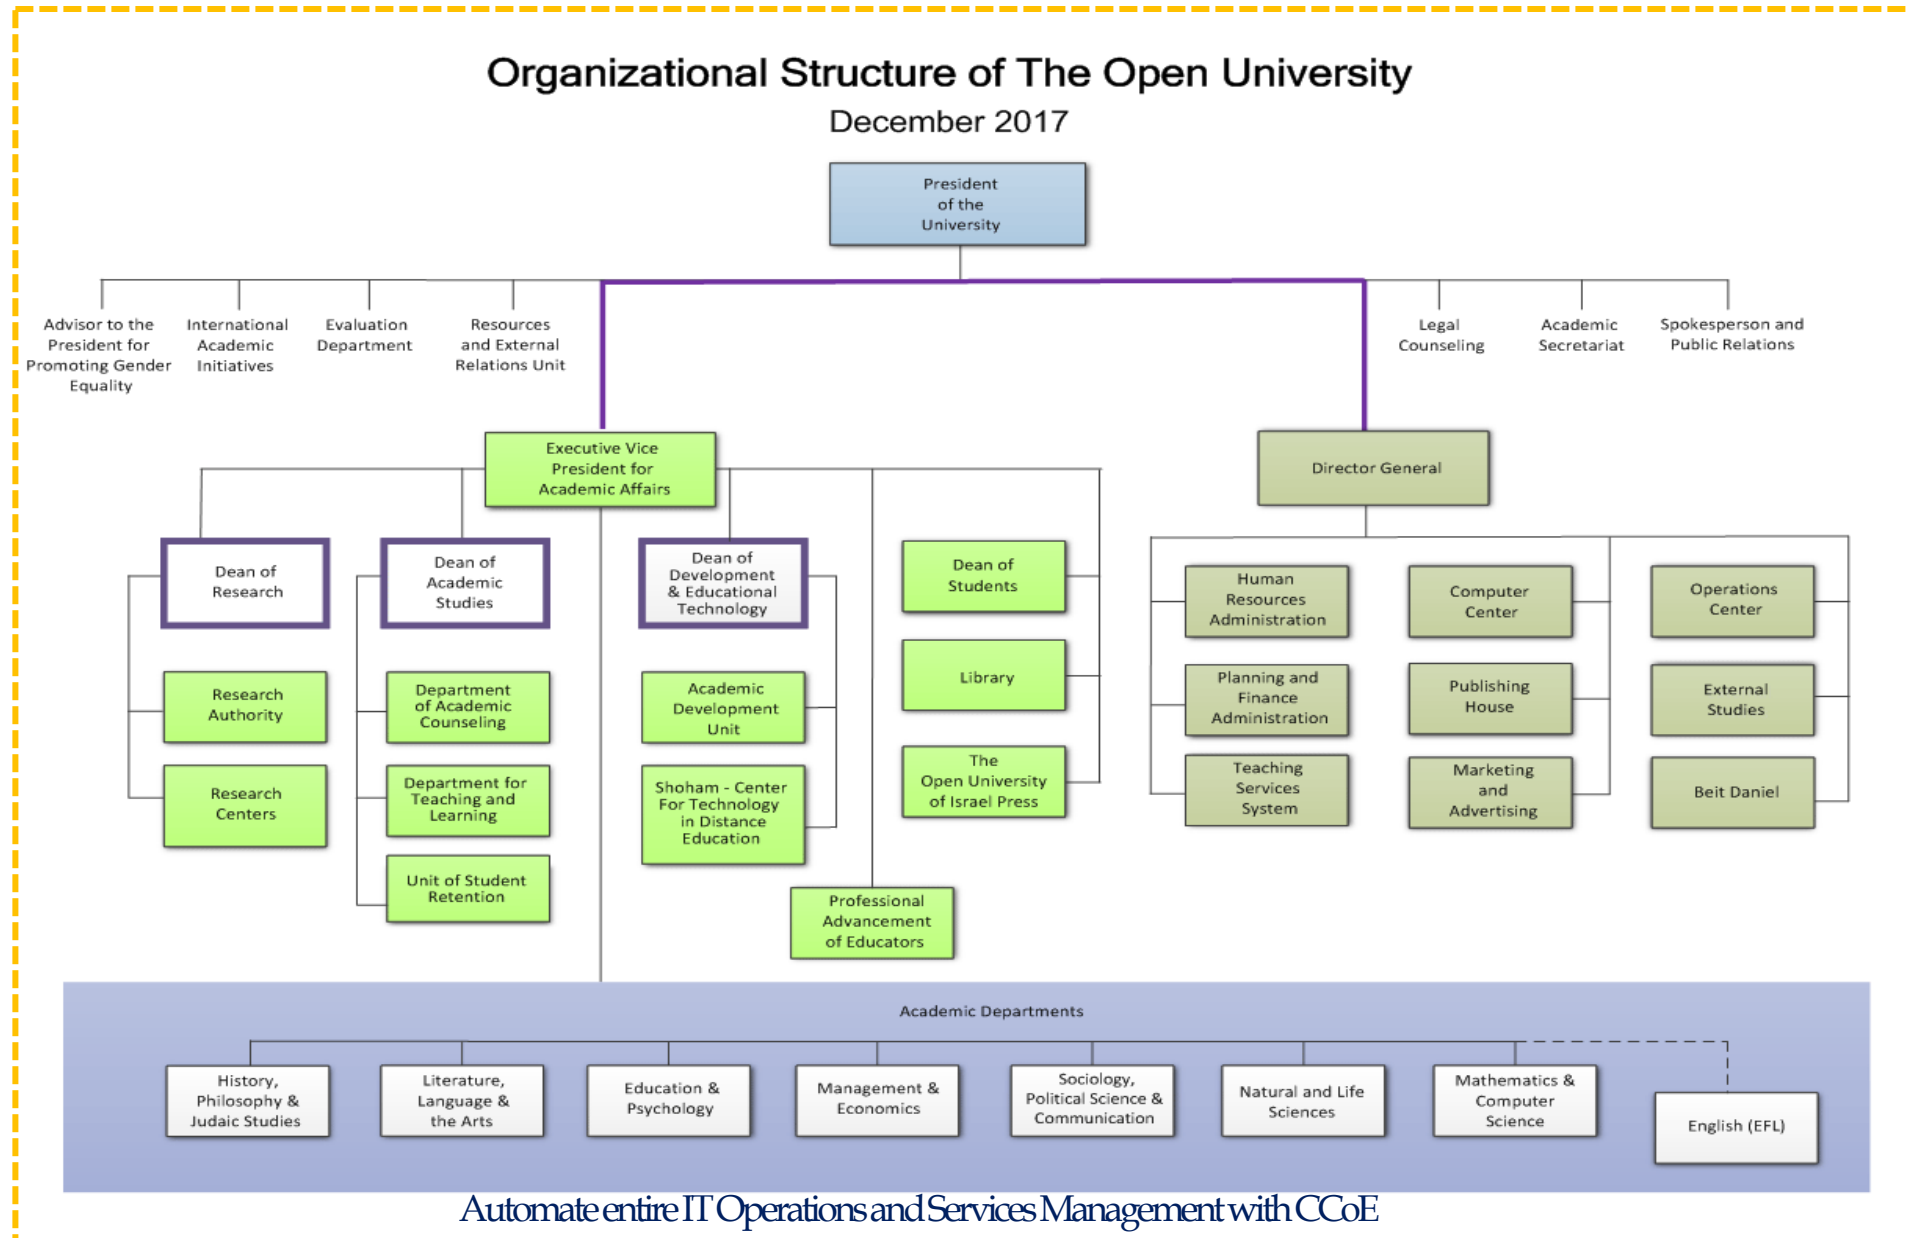 Organizational Structure of The Open University
December 2017
President
of the
University
Advisor to the
President for
Promoting Gender
Equality
International
Academic
Initiatives
Evaluation
Department
Resources
and External
Relations Unit
Legal
Counseling
Academic
Secretariat
Spokesperson and
Public Relations
Executive Vice
President for
Academic Affairs
Director General
Dean of
Research
Dean of
Academic
Studies
Dean of
Development
& Educational
Technology
Dean of
Students
Human
Resources
Administration
Computer
Center
Operations
Center
Research
Authority
Department
of Academic
Counseling
Academic
Development
Unit
Library
Planning and
Finance
Administration
Publishing
House
External
Studies
Research
Centers
Department for
Teaching and
Learning
Shoham - Center
For Technology
in Distance
Education
The
Open University
of Israel Press
Teaching
Services
System
Marketing
and
Advertising
Beit Daniel
Unit of Student
Retention
Professional
Advancement
of Educators
Academic Departments
History,
Philosophy &
Judaic Studies
Literature,
Language &
the Arts
Education &
Psychology
Management &
Economics
Sociology,
Political Science &
Communication
Natural and Life
Sciences
Mathematics &
Computer
Science
English (EFL)
Automate entire IT Operations and Services Management with CCoE